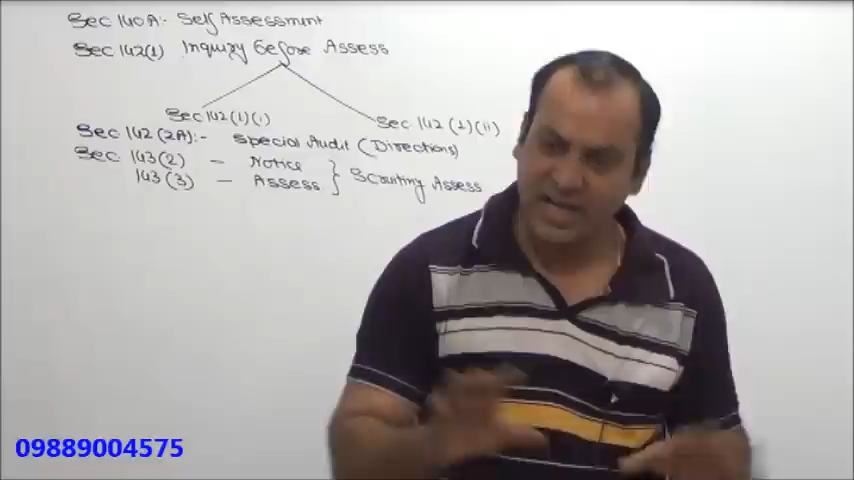 Sec 140A:- Self Assessment
Sec 142(1) Inquiry before Assess
Sec 142(1)(i) Sec 142(1)(ii)
Sec 142(2A):- Special Audit (Directions)
Sec 143(2) - Notice
143(3) - Assess } Scrutiny Assess
09889004575